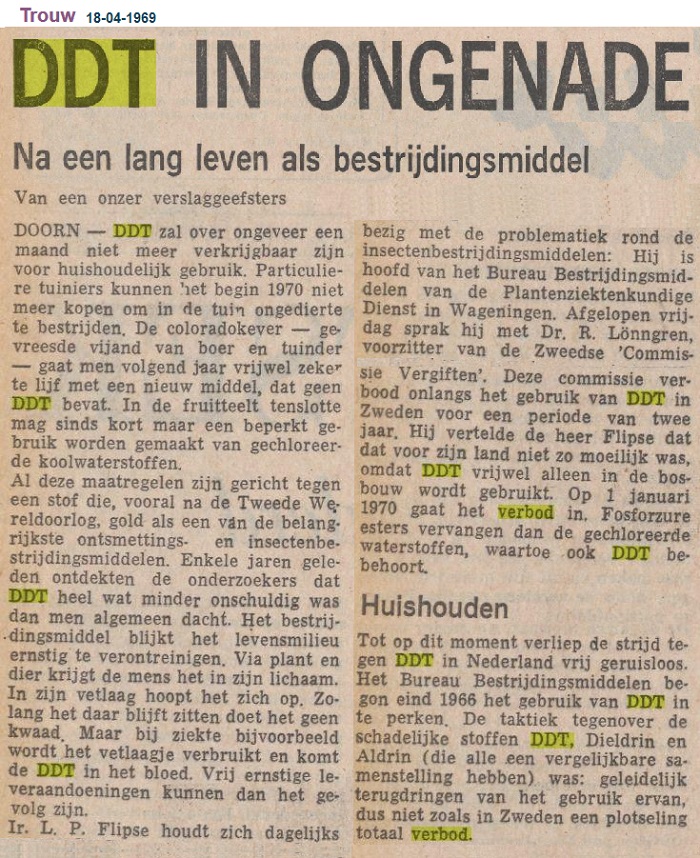 Trouw 18-04-1969
DDT IN ONGENADE
Na een lang leven als bestrijdingsmiddel
Van een onzer verslaggeefsters
DOORN — DDT zal over ongeveer een
maand niet meer verkrijgbaar zijn
voor huishoudelijk gebruik. Particulie-
re tuiniers kunnen het begin 1970 niet
meer kopen om in de tuin ongedierte
te bestrijden. De coloradokever — ge-
vreesde vijand van boer en tuinder
— gaat men volgend jaar vrijwel zeker
te lijf met een nieuw middel, dat geen
DDT bevat. In de fruitteelt tenslotte
mag sinds kort maar een beperkt ge-
bruik worden gemaakt van gechloreer-
de koolwaterstoffen.
Al deze maatregelen zijn gericht tegen
een stof die, vooral na de Tweede We-
reldoorlog, gold als een van de belang-
rijkste ontsmettings- en insectenbe-
strijdingsmiddelen. Enkele jaren gele-
den ontdekten de onderzoekers dat
DDT heel wat minder onschuldig was
dan men algemeen dacht. Het bestrij-
dingsmiddel blijkt het levensmilieu
ernstig te verontreinigen. Via plant en
dier krijgt de mens het in zijn lichaam.
In zijn vetlaag hoopt het zich op. Zo-
lang het daar blijft zitten doet het geen
kwaad. Maar bij ziekte bijvoorbeeld
wordt het vetlaagje verbruikt en komt
de DDT in het bloed. Vrij ernstige le-
veraandoeningen kunnen dan het ge-
volg zijn.
Ir. L. P. Flipse houdt zich dagelijks
bezig met de problematiek rond de
insectenbestrijdingsmiddelen: Hij is
hoofd van het Bureau Bestrijdingsmid-
delen van de Plantenziektenkundige
Dienst in Wageningen. Afgelopen vrij-
dag sprak hij met Dr. R. Lönngren,
voorzitter van de Zweedse 'Commis-
sie Vergiften'. Deze commissie ver-
bood onlangs het gebruik van DDT in
Zweden voor een periode van twee
jaar. Hij vertelde de heer Flipse dat
dat voor zijn land niet zo moeilijk was,
omdat DDT vrijwel alleen in de bos-
bouw wordt gebruikt. Op 1 januari
1970 gaat het verbod in. Fosforzure
esters vervangen dan de gechloreerde
waterstoffen, waartoe ook DDT be-
behoort.
Huishouden
Tot op dit moment verliep de strijd te-
gen DDT in Nederland vrij geruisloos.
Het Bureau Bestrijdingsmiddelen be-
gon eind 1966 het gebruik van DDT in
te perken. De taktiek tegenover de
schadelijke stoffen DDT, Dieldrin en
Aldrin (die alle een vergelijkbare sa-
menstelling hebben) was: geleidelijk
terugdringen van het gebruik ervan,
dus niet zoals in Zweden een plotseling
totaal verbod.